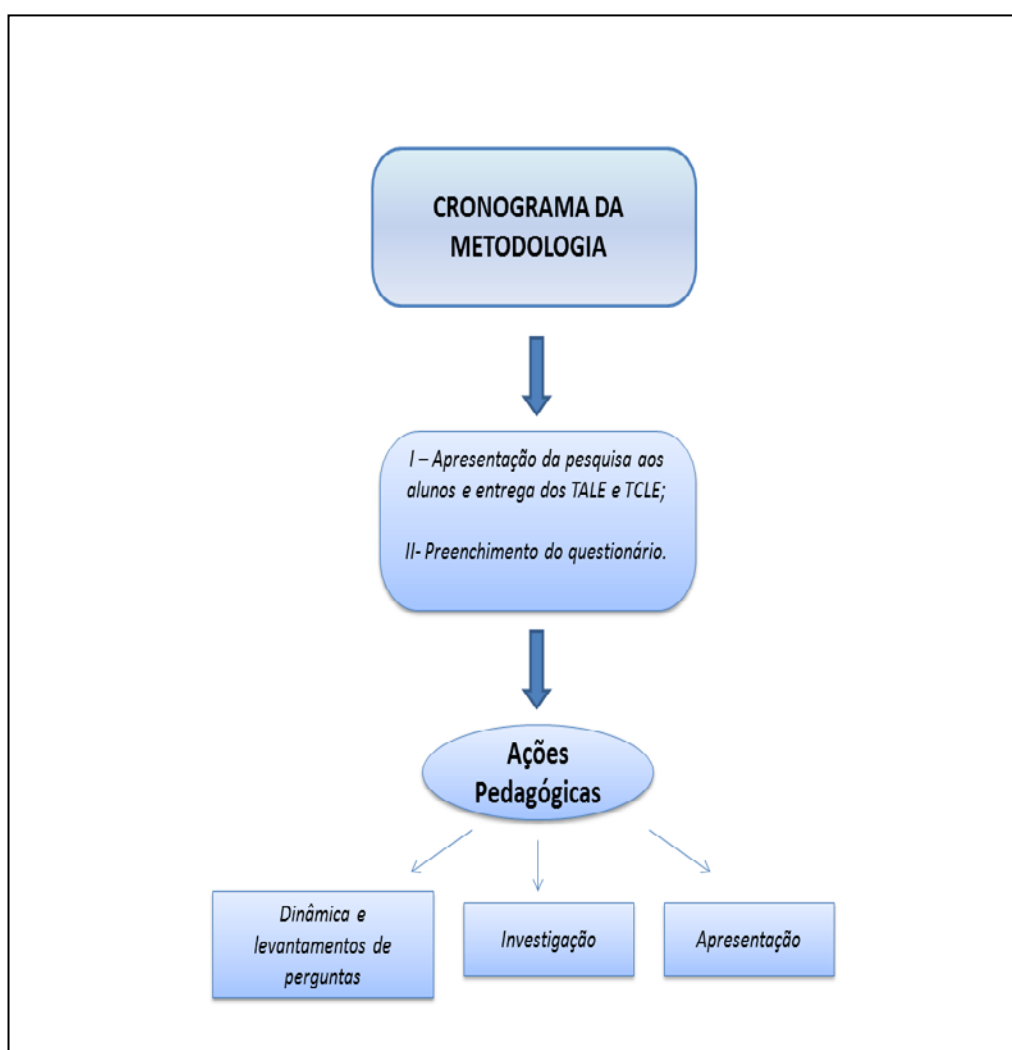 CRONOGRAMA DA
METODOLOGIA
I – Apresentação da pesquisa aos
alunos e entrega dos TALE e TCLE;
II- Preenchimento do questionário.
Ações
Pedagógicas
Dinâmica e
levantamentos de
perguntas
Investigação
Apresentação